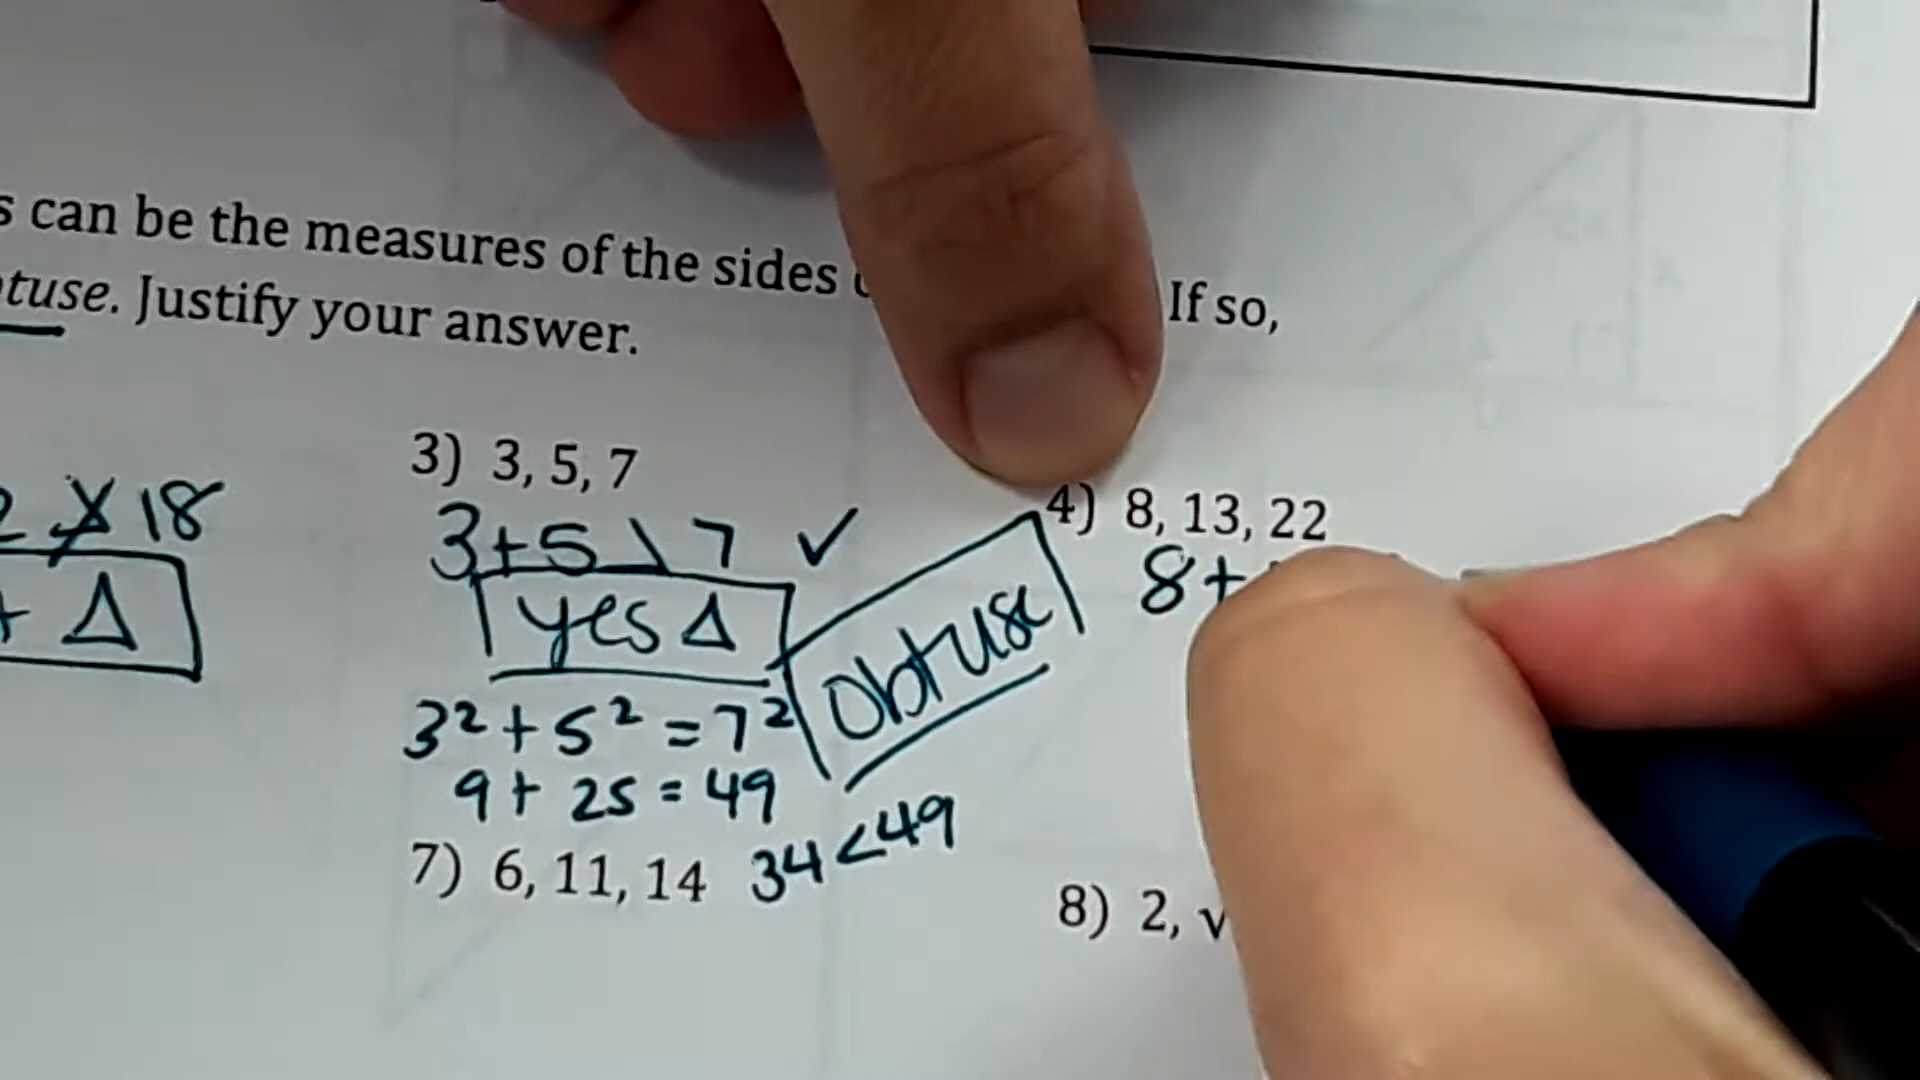 s can be the measures of the sides If so,
tuse. Justify your answer.
18
Δ
3) 3, 5, 7
3+5 \ 7 ✓
yes Δ
Obtuse
3² + 5² = 7²
9 + 25 = 49
34 < 49
4) 8, 13, 22
8+
7) 6, 11, 14
8) 2, √